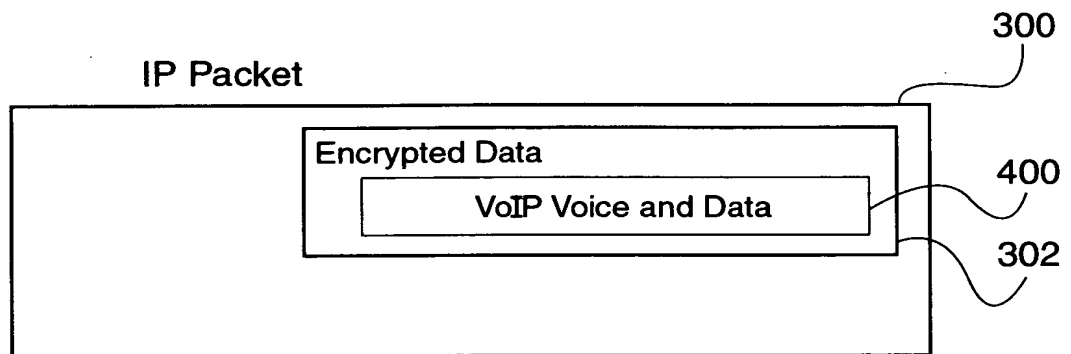 300
IP Packet
Encrypted Data
400
VoIP Voice and Data
302